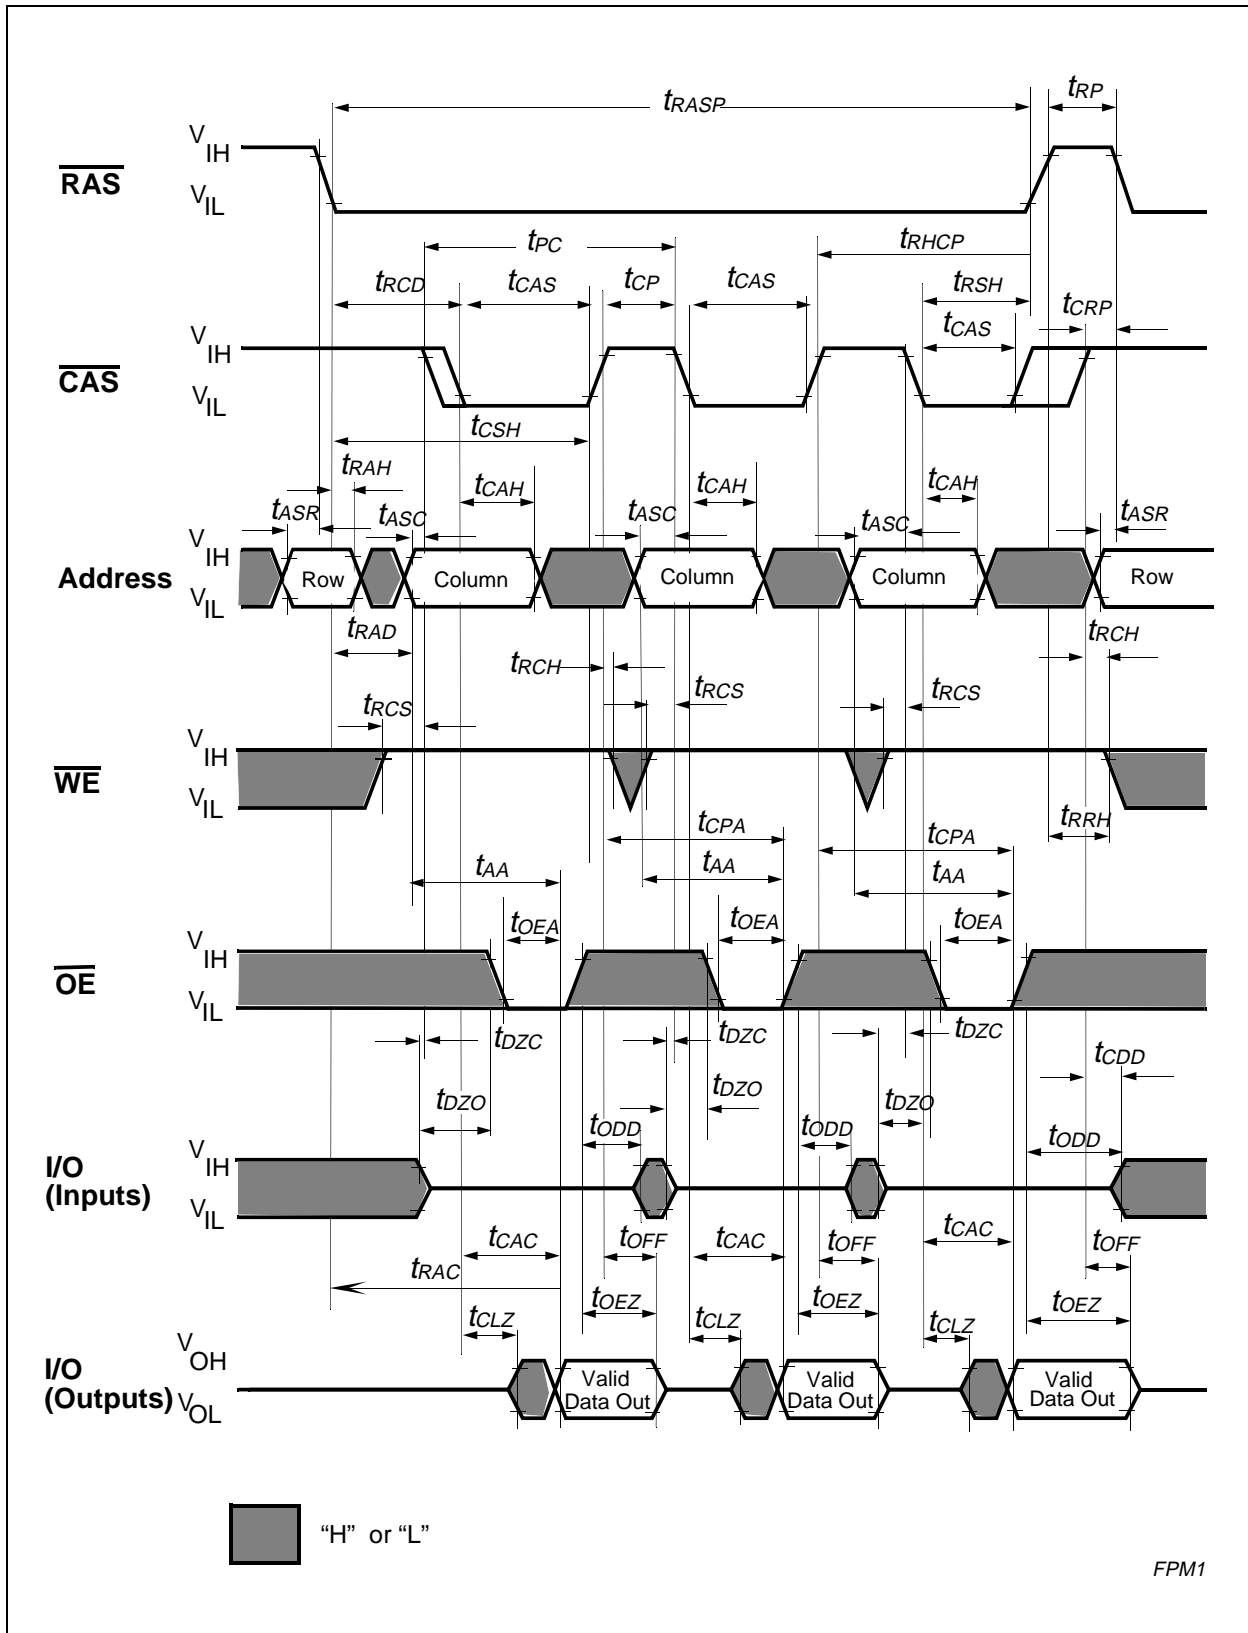 tRASP tRP
RAS VIH
VIL
tPC tRHCP
tRCD tCAS tCP tCAS tRSH tCRP
tCAS
CAS VIH
VIL
tCSH
tRAH tCAH tCAH tCAH
tASR tASC tASC tASC tASR
Address VIH
VIL
Row Column Column Column Row
tRAD tRCH
tRCH
tRCS tRCS tRCS
WE VIH
VIL
tCPA tCPA tRRH
tAA tAA tAA
tOEA tOEA tOEA
OE VIH
VIL
tDZC tDZC tDZC tCDD
tDZO tDZO tDZO
tODD tODD tODD
I/O
(Inputs)
VIH
VIL
tCAC tOFF tCAC tOFF tCAC tOFF
tRAC
tOEZ tOEZ tOEZ
tCLZ tCLZ tCLZ
I/O
(Outputs)
VOH
VOL
Valid
Data Out
Valid
Data Out
Valid
Data Out
“H” or “L”
FPM1